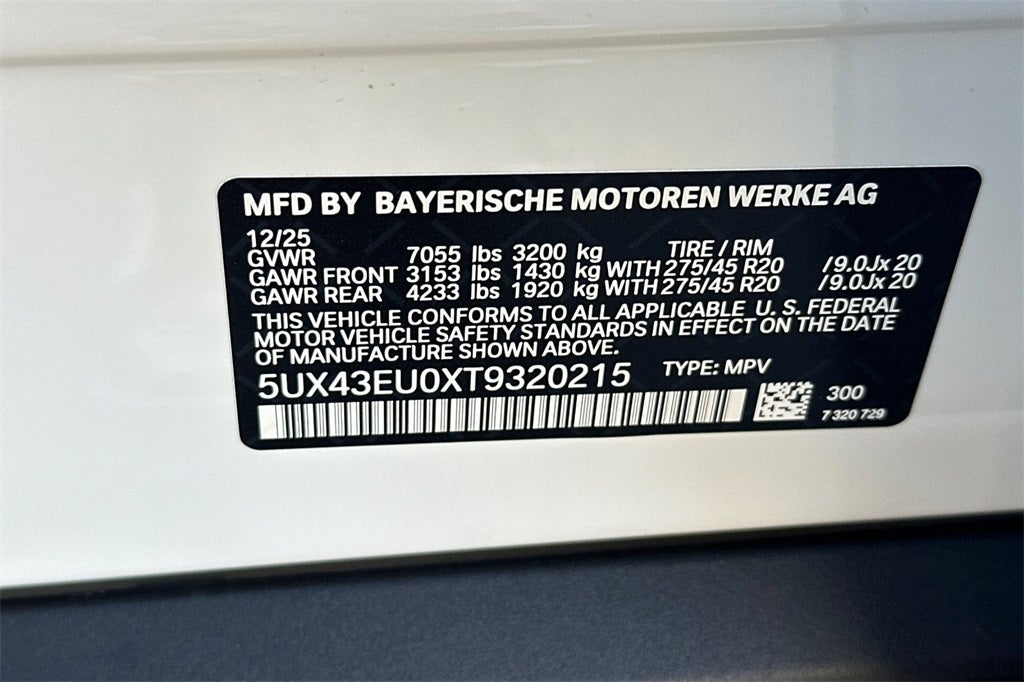 MFD BY BAYERISCHE MOTOREN WERKE AG
12/25
GVWR 7055 lbs 3200 kg TIRE / RIM
GAWR FRONT 3153 lbs 1430 kg WITH 275/45 R20 /9.0Jx 20
GAWR REAR 4233 lbs 1920 kg WITH 275/45 R20 /9.0Jx 20
THIS VEHICLE CONFORMS TO ALL APPLICABLE U. S. FEDERAL
MOTOR VEHICLE SAFETY STANDARDS IN EFFECT ON THE DATE
OF MANUFACTURE SHOWN ABOVE.
5UX43EU0XT9320215 TYPE: MPV
300
7 320 729